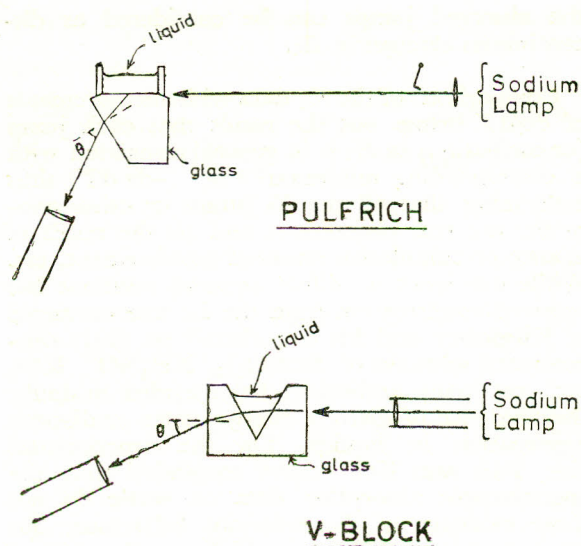 liquid
Sodium
Lamp
θ
glass
PULFRICH
liquid
Sodium
Lamp
θ
glass
V-BLOCK